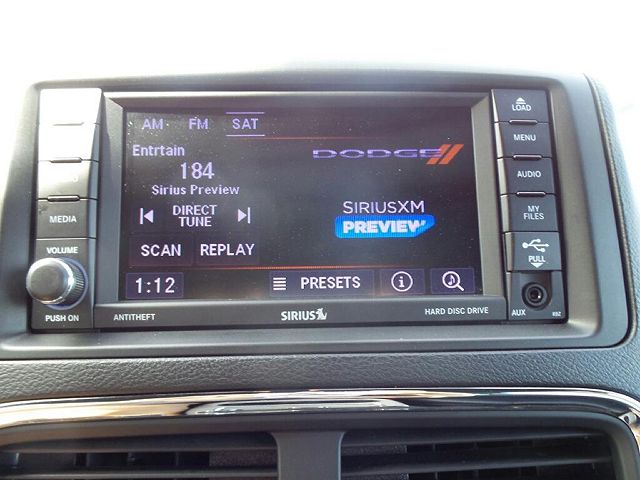 AM FM SAT
Entrtain
184
Sirius Preview
DIRECT
TUNE
SCAN REPLAY
1:12
PRESETS
DODGE
SIRIUSXM
PREVIEW
MEDIA
VOLUME
PUSH ON
ANTITHEFT
SIRIUS
HARD DISC DRIVE
LOAD
MENU
AUDIO
MY
FILES
PULL
AUX
RBZ